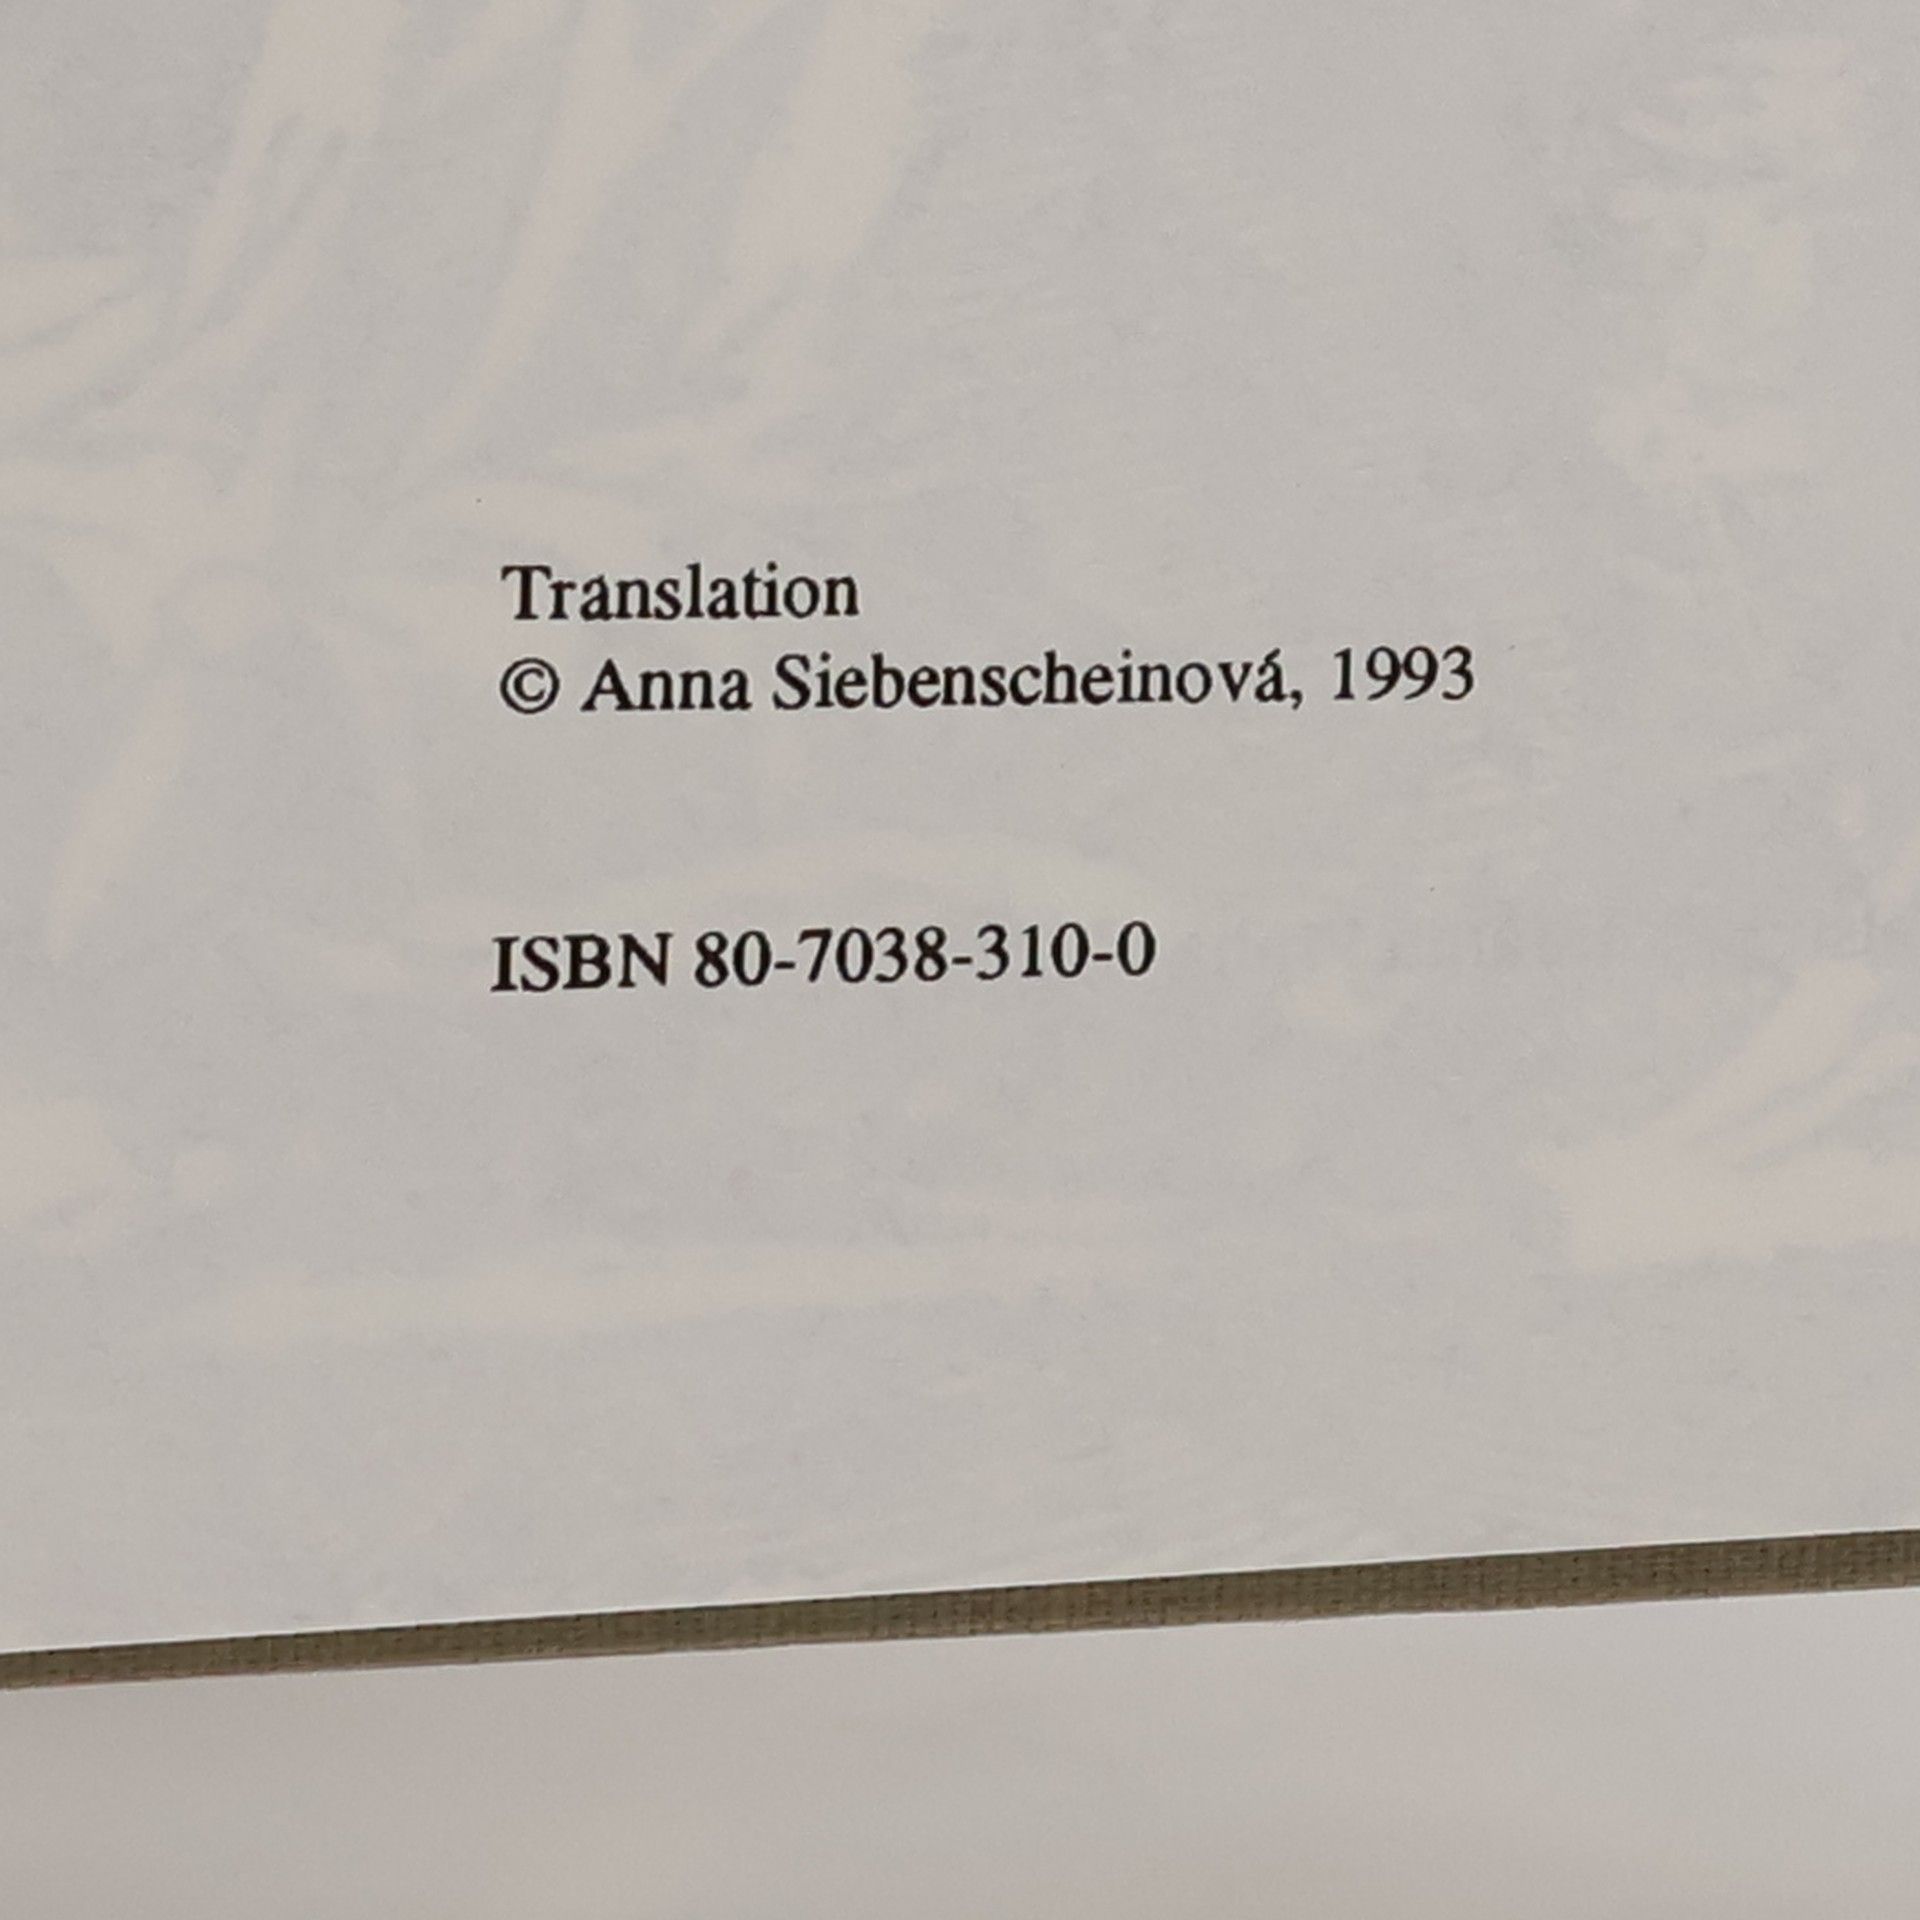 Translation
© Anna Siebenscheinová, 1993
ISBN 80-7038-310-0